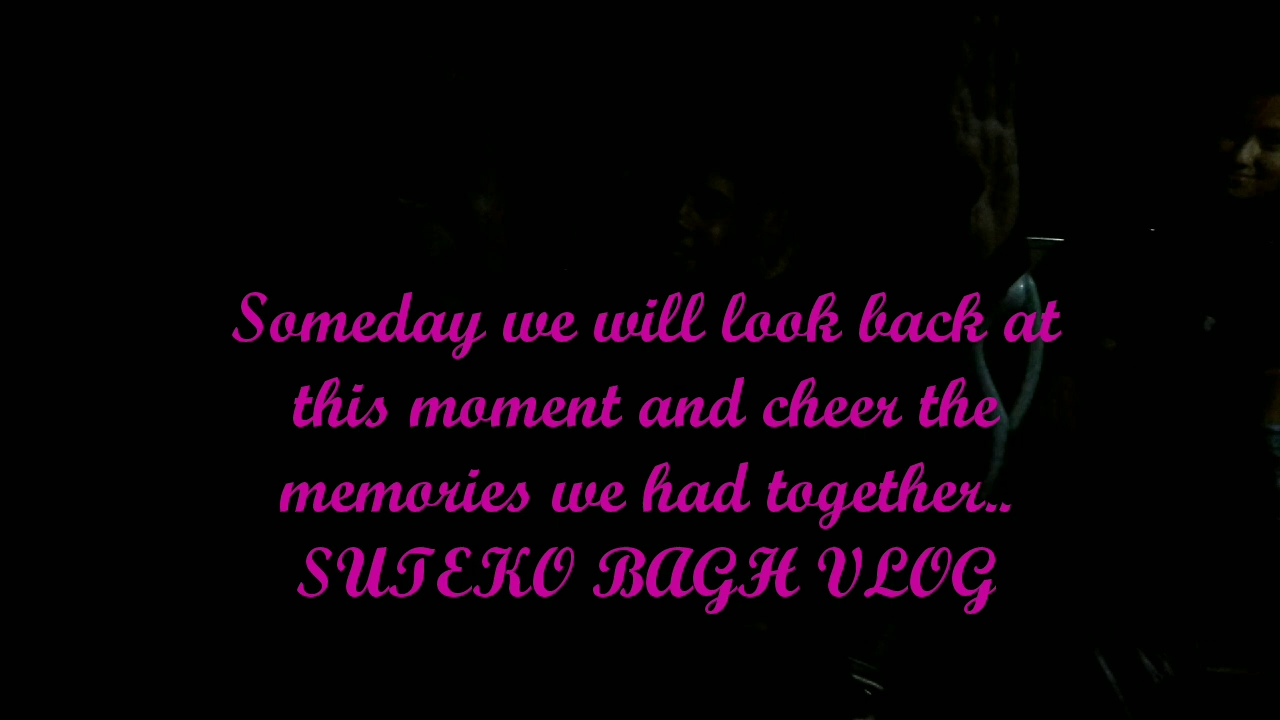 Someday we will look back at
this moment and cheer the
memories we had together..
SUTEKO BAGH VLOG